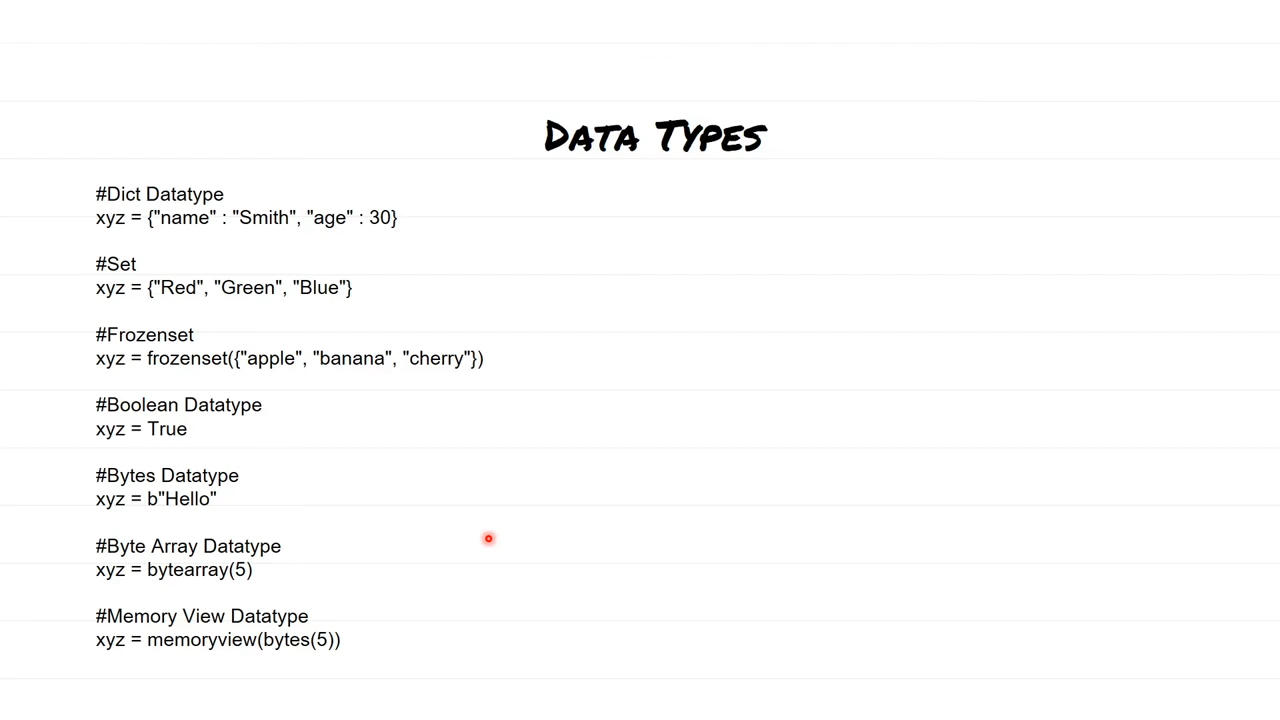 Data Types
#Dict Datatype
xyz = {"name" : "Smith", "age" : 30}
#Set
xyz = {"Red", "Green", "Blue"}
#Frozenset
xyz = frozenset({"apple", "banana", "cherry"})
#Boolean Datatype
xyz = True
#Bytes Datatype
xyz = b"Hello"
#Byte Array Datatype
xyz = bytearray(5)
#Memory View Datatype
xyz = memoryview(bytes(5))